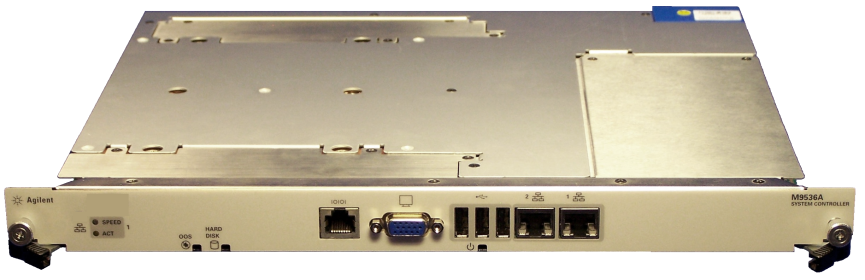 Agilent
SPEED
ACT
1
OOS
HARD
DISK
IOIOI
2
1
M9536A
SYSTEM CONTROLLER